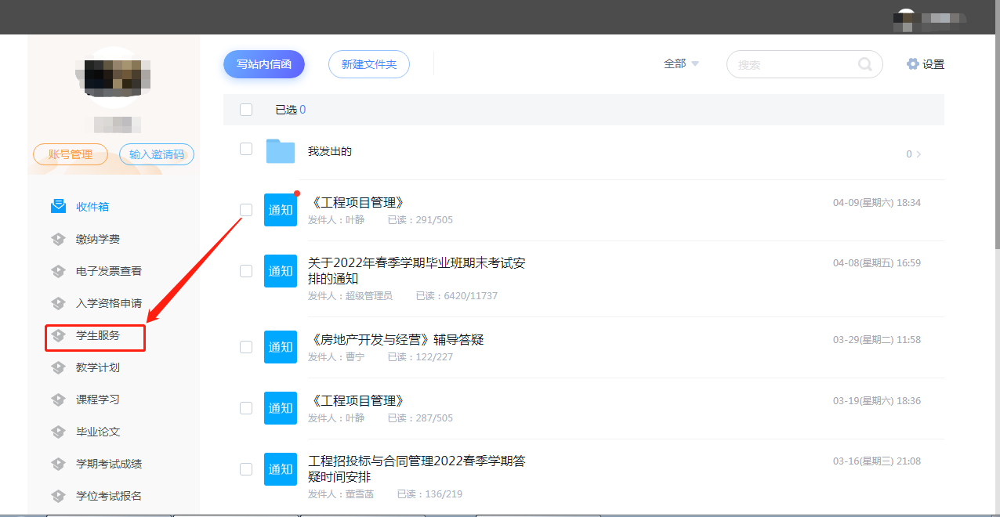 写站内信函
新建文件夹
全部
搜索
设置
已选 0
账号管理
输入邀请码
收件箱
缴纳学费
电子发票查看
入学资格申请
学生服务
教学计划
课程学习
毕业论文
学期考试成绩
学位考试报名
我发出的
0
通知
《工程项目管理》
04-09(星期六) 18:34
发件人：叶静 已读：291/505
通知
关于2022年春季学期毕业班期末考试安
排的通知
04-08(星期五) 16:59
发件人：超级管理员 已读：6420/11737
通知
《房地产开发与经营》辅导答疑
03-29(星期二) 11:58
发件人：曹宁 已读：122/227
通知
《工程项目管理》
03-19(星期六) 18:36
发件人：叶静 已读：287/505
通知
工程招投标与合同管理2022春季学期答
疑时间安排
03-16(星期三) 21:08
发件人：董雪菡 已读：136/219